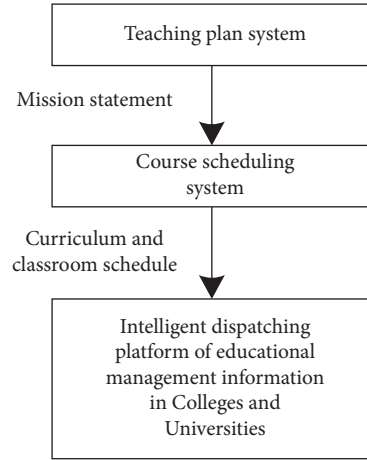 Teaching plan system
Mission statement
Course scheduling
system
Curriculum and
classroom schedule
Intelligent dispatching
platform of educational
management information
in Colleges and
Universities